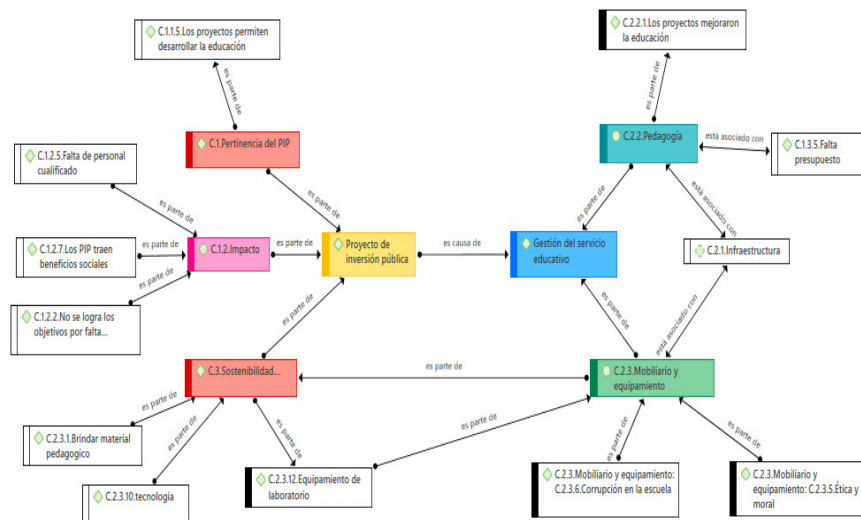 C.1.1.5.Los proyectos permiten
desarrollar la educación
C.2.2.1.Los proyectos mejoraron
la educación
es parte de
es parte de
C.1.Pertinencia del PIP
C.2.2.Pedagogía
está asociado con
C.1.3.5.Falta
presupuesto
C.1.2.5.Falta de personal
cualificado
es parte de
es parte de
es parte de
está asociado con
C.1.2.7.Los PIP traen
beneficios sociales
es parte de
C.1.2.Impacto
es parte de
Proyecto de
inversión pública
es causa de
Gestión del servicio
educativo
C.2.1.Infraestructura
es parte de
C.1.2.2.No se logra los
objetivos por falta...
es parte de
es parte de
está asociado con
C.3.Sostenibilidad...
es parte de
C.2.3.Mobiliario y
equipamiento
es parte de
C.2.3.1.Brindar material
pedagogico
es parte de
es parte de
es parte de
es parte de
es parte de
C.2.3.10.tecnología
C.2.3.12.Equipamiento de
laboratorio
C.2.3.Mobiliario y equipamiento:
C.2.3.6.Corrupción en la escuela
C.2.3.Mobiliario y
equipamiento: C.2.3.5.Ética y
moral